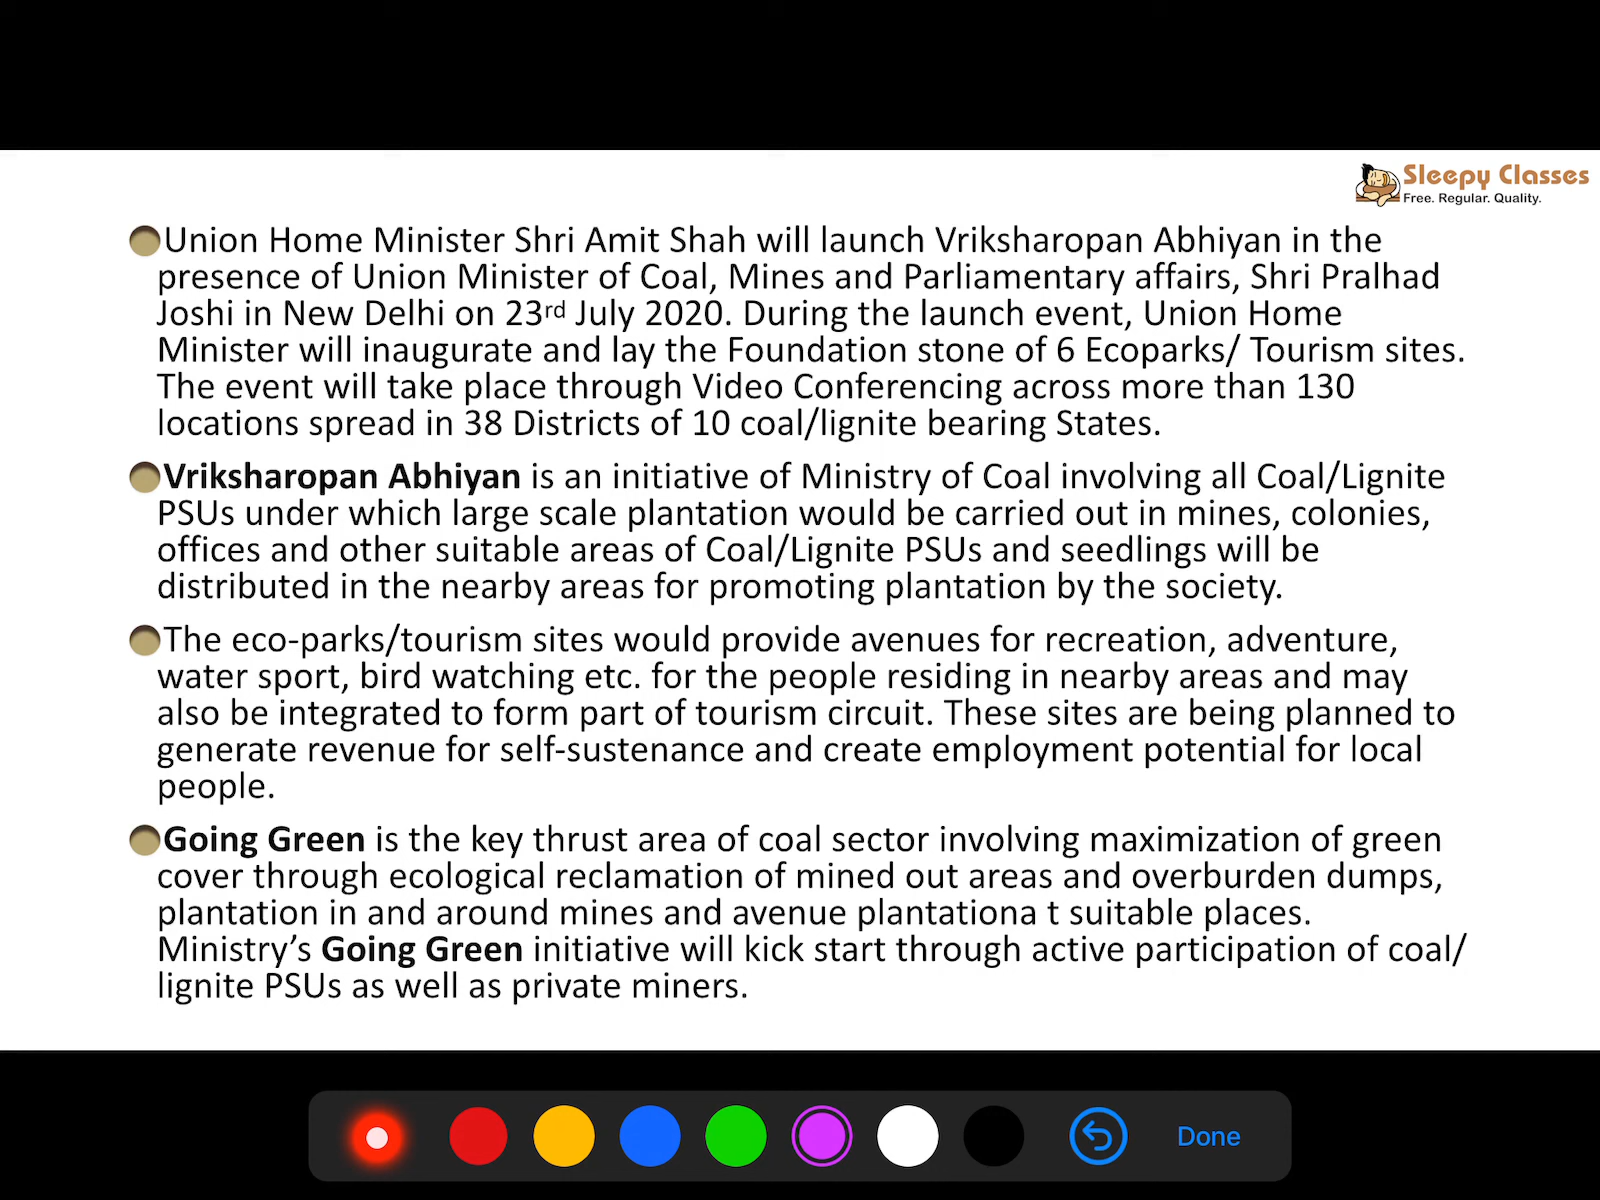 Sleepy Classes
Free. Regular. Quality.
Union Home Minister Shri Amit Shah will launch Vriksharopan Abhiyan in the
presence of Union Minister of Coal, Mines and Parliamentary affairs, Shri Pralhad
Joshi in New Delhi on 23rd July 2020. During the launch event, Union Home
Minister will inaugurate and lay the Foundation stone of 6 Ecoparks/ Tourism sites.
The event will take place through Video Conferencing across more than 130
locations spread in 38 Districts of 10 coal/lignite bearing States.
Vriksharopan Abhiyan is an initiative of Ministry of Coal involving all Coal/Lignite
PSUs under which large scale plantation would be carried out in mines, colonies,
offices and other suitable areas of Coal/Lignite PSUs and seedlings will be
distributed in the nearby areas for promoting plantation by the society.
The eco-parks/tourism sites would provide avenues for recreation, adventure,
water sport, bird watching etc. for the people residing in nearby areas and may
also be integrated to form part of tourism circuit. These sites are being planned to
generate revenue for self-sustenance and create employment potential for local
people.
Going Green is the key thrust area of coal sector involving maximization of green
cover through ecological reclamation of mined out areas and overburden dumps,
plantation in and around mines and avenue plantationa t suitable places.
Ministry’s Going Green initiative will kick start through active participation of coal/
lignite PSUs as well as private miners.
Done